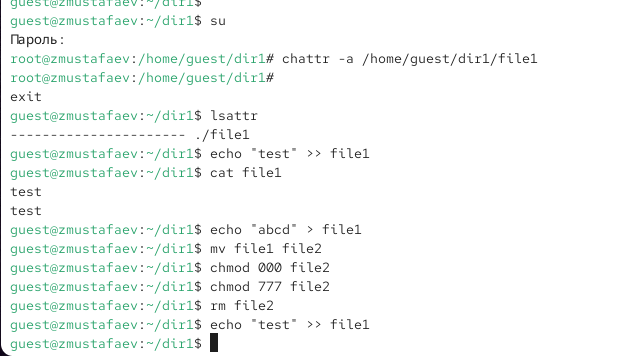 guest@zmustafaev:~/dir1$
guest@zmustafaev:~/dir1$ su
Пароль:
root@zmustafaev:/home/guest/dir1# chattr -a /home/guest/dir1/file1
root@zmustafaev:/home/guest/dir1#
exit
guest@zmustafaev:~/dir1$ lsattr
---------------------- ./file1
guest@zmustafaev:~/dir1$ echo "test" >> file1
guest@zmustafaev:~/dir1$ cat file1
test
test
guest@zmustafaev:~/dir1$ echo "abcd" > file1
guest@zmustafaev:~/dir1$ mv file1 file2
guest@zmustafaev:~/dir1$ chmod 000 file2
guest@zmustafaev:~/dir1$ chmod 777 file2
guest@zmustafaev:~/dir1$ rm file2
guest@zmustafaev:~/dir1$ echo "test" >> file1
guest@zmustafaev:~/dir1$